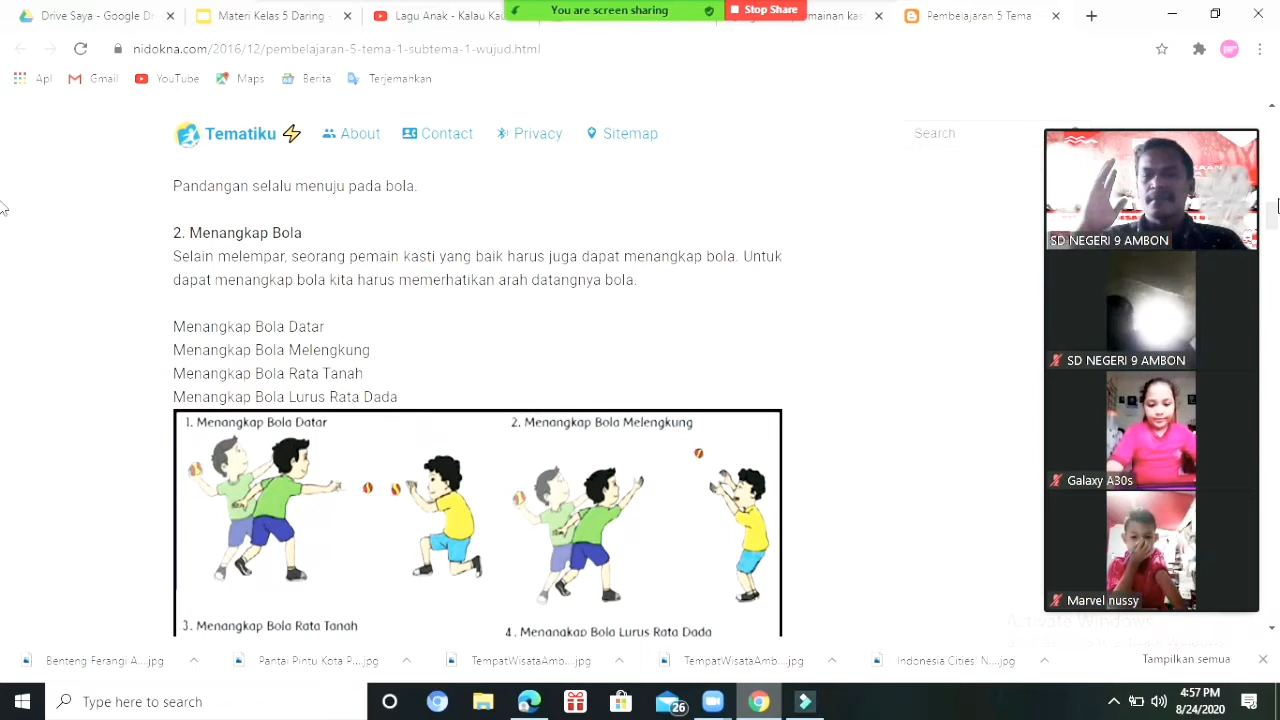 Drive Saya - Google D
Materi Kelas 5 Daring -
Lagu Anak - Kalau Kau
You are screen sharing
Stop Share
mainan kas
Pembelajaran 5 Tema
nidokna.com/2016/12/pembelajaran-5-tema-1-subtema-1-wujud.html
Apl
Gmail
YouTube
Maps
Berita
Terjemahkan
Tematiku
About
Contact
Privacy
Sitemap
Search
Pandangan selalu menuju pada bola.
2. Menangkap Bola
Selain melempar, seorang pemain kasti yang baik harus juga dapat menangkap bola. Untuk
dapat menangkap bola kita harus memerhatikan arah datangnya bola.
Menangkap Bola Datar
Menangkap Bola Melengkung
Menangkap Bola Rata Tanah
Menangkap Bola Lurus Rata Dada
1. Menangkap Bola Datar
2. Menangkap Bola Melengkung
3. Menangkap Bola Rata Tanah
4. Menangkap Bola Lurus Rata Dada
SD NEGERI 9 AMBON
SD NEGERI 9 AMBON
Galaxy A30s
Marvel nussy
Activate Windows
Benteng Ferangi A....jpg
Pantai Pintu Kota P....jpg
TempatWisataAmb....jpg
TempatWisataAmb....jpg
Indonesia Cities' N....jpg
Tampilkan semua
Type here to search
26
4:57 PM
8/24/2020